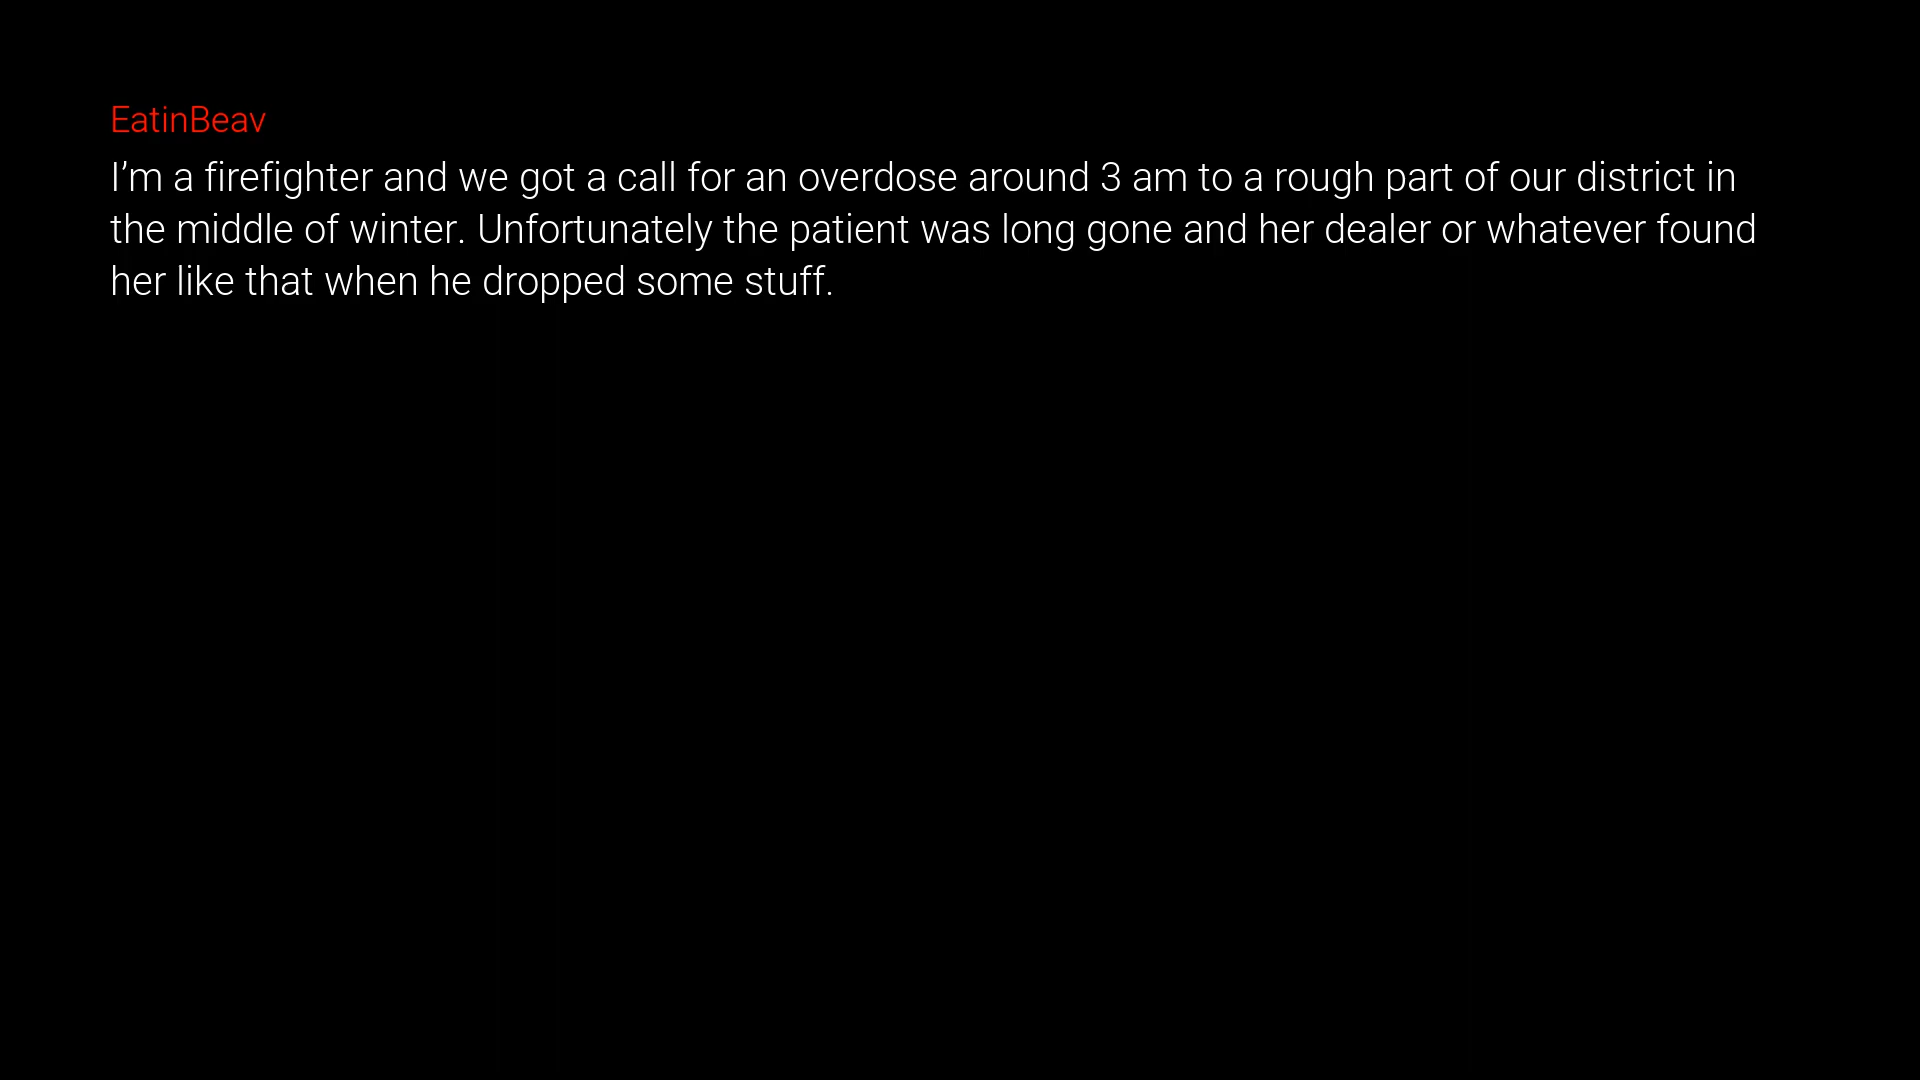 EatinBeav
I’m a firefighter and we got a call for an overdose around 3 am to a rough part of our district in
the middle of winter. Unfortunately the patient was long gone and her dealer or whatever found
her like that when he dropped some stuff.